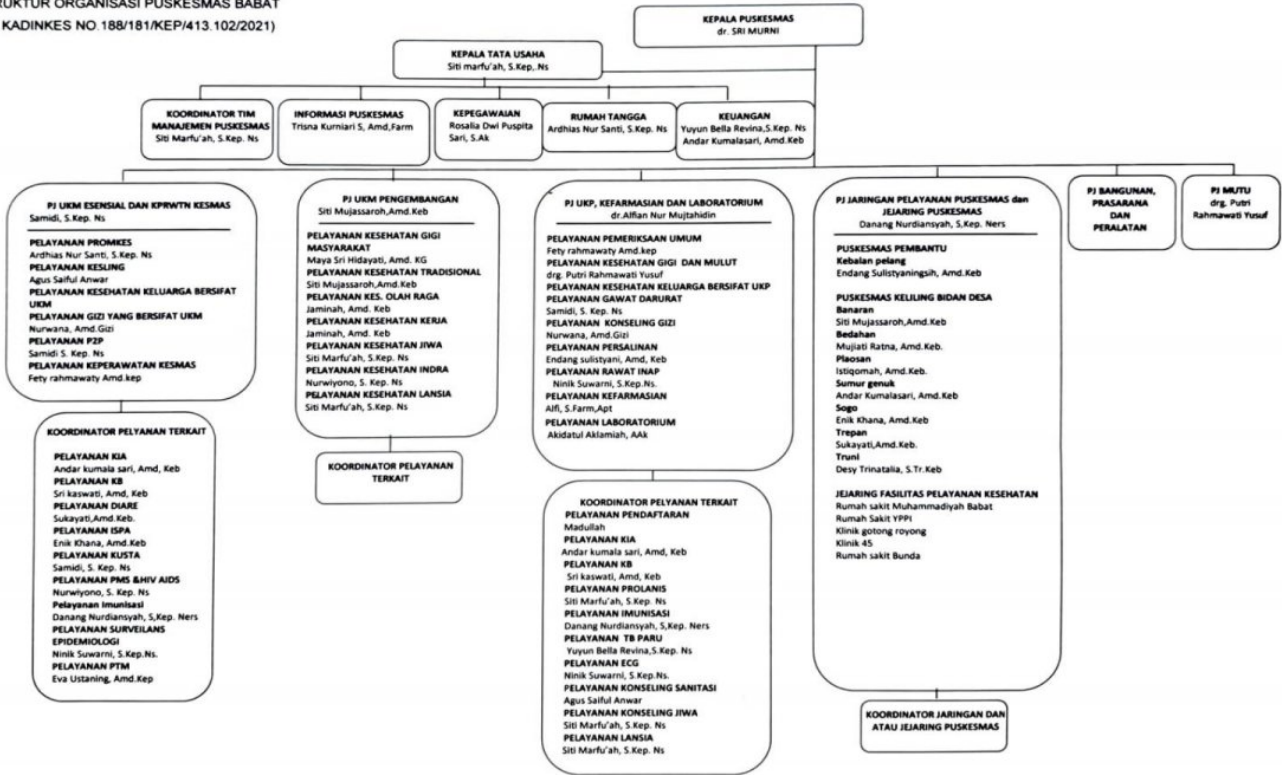 RUKTUR ORGANISASI PUSKESMAS BABAT
KADINKES NO.188/181/KEP/413.102/2021)
KEPALA PUSKESMAS
dr. SRI MURNI
KEPALA TATA USAHA
Siti marfu'ah, S.Kep, Ns
KOORDINATOR TIM
MANAJEMEN PUSKESMAS
Siti Marfu'ah, S.Kep. Ns
INFORMASI PUSKESMAS
Trisna Kurniari S, Amd,Farm
KEPEGAWAIAN
Rosalia Dwi Puspita
Sari, S.Ak
RUMAH TANGGA
Ardhias Nur Santi, S.Kep. Ns
KEUANGAN
Yuyun Bella Revina,S.Kep. Ns
Andar Kumalasari, Amd.Keb
PJ UKM ESENSIAL DAN KPRWTN KESMAS
Samidi, S.Kep. Ns
PELAYANAN PROMKES
Ardhias Nur Santi, S.Kep. Ns
PELAYANAN KESLING
Agus Saiful Anwar
PELAYANAN KESEHATAN KELUARGA BERSIFAT
UKM
PELAYANAN GIZI YANG BERSIFAT UKM
Nurwana, Amd.Gizi
PELAYANAN P2P
Samidi S. Kep. Ns
PELAYANAN KEPERAWATAN KESMAS
Fety rahmawaty Amd.kep
KOORDINATOR PELYANAN TERKAIT
PELAYANAN KIA
Andar kumala sari, Amd, Keb
PELAYANAN KB
Sri kaswati, Amd, Keb
PELAYANAN DIARE
Sukayati,Amd.Keb.
PELAYANAN ISPA
Enik Khana, Amd.Keb
PELAYANAN KUSTA
Samidi, S. Kep. Ns
PELAYANAN PMS &HIV AIDS
Nurwiyono, S. Kep. Ns
Pelayanan Imunisasi
Danang Nurdiansyah, S,Kep. Ners
PELAYANAN SURVEILANS
EPIDEMIOLOGI
Ninik Suwarni, S.Kep.Ns.
PELAYANAN PTM
Eva Ustaning, Amd.Kep
PJ UKM PENGEMBANGAN
Siti Mujassaroh,Amd.Keb
PELAYANAN KESEHATAN GIGI
MASYARAKAT
Maya Sri Hidayati, Amd. KG
PELAYANAN KESEHATAN TRADISIONAL
Siti Mujassaroh,Amd.Keb
PELAYANAN KES. OLAH RAGA
Jaminah, Amd. Keb
PELAYANAN KESEHATAN KERJA
Jaminah, Amd. Keb
PELAYANAN KESEHATAN JIWA
Siti Marfu'ah, S.Kep. Ns
PELAYANAN KESEHATAN INDRA
Nurwiyono, S. Kep. Ns
PELAYANAN KESEHATAN LANSIA
Siti Marfu'ah, S.Kep. Ns
KOORDINATOR PELAYANAN
TERKAIT
PJ UKP, KEFARMASIAN DAN LABORATORIUM
dr.Alfian Nur Mujtahidin
PELAYANAN PEMERIKSAAN UMUM
Fety rahmawaty Amd.kep
PELAYANAN KESEHATAN GIGI DAN MULUT
drg. Putri Rahmawati Yusuf
PELAYANAN KESEHATAN KELUARGA BERSIFAT UKP
PELAYANAN GAWAT DARURAT
Samidi, S. Kep. Ns
PELAYANAN KONSELING GIZI
Nurwana, Amd.Gizi
PELAYANAN PERSALINAN
Endang sulistyani, Amd, Keb
PELAYANAN RAWAT INAP
Ninik Suwarni, S.Kep.Ns.
PELAYANAN KEFARMASIAN
Alfi, S.Farm,Apt
PELAYANAN LABORATORIUM
Akidatul Aklamiah, AAk
KOORDINATOR PELYANAN TERKAIT
PELAYANAN PENDAFTARAN
Madullah
PELAYANAN KIA
Andar kumala sari, Amd, Keb
PELAYANAN KB
Sri kaswati, Amd, Keb
PELAYANAN PROLANIS
Siti Marfu'ah, S.Kep. Ns
PELAYANAN IMUNISASI
Danang Nurdiansyah, S,Kep. Ners
PELAYANAN TB PARU
Yuyun Bella Revina,S.Kep. Ns
PELAYANAN ECG
Ninik Suwarni, S.Kep.Ns.
PELAYANAN KONSELING SANITASI
Agus Saiful Anwar
PELAYANAN KONSELING JIWA
Siti Marfu'ah, S.Kep. Ns
PELAYANAN LANSIA
Siti Marfu'ah, S.Kep. Ns
PJ JARINGAN PELAYANAN PUSKESMAS dan
JEJARING PUSKESMAS
Danang Nurdiansyah, S,Kep. Ners
PUSKESMAS PEMBANTU
Kebalan pelang
Endang Sulistyaningsih, Amd.Keb
PUSKESMAS KELILING BIDAN DESA
Banaran
Siti Mujassaroh,Amd.Keb
Bedahan
Mujiati Ratna, Amd.Keb.
Plaosan
Istiqomah, Amd.Keb.
Sumur genuk
Andar Kumalasari, Amd.Keb
Sogo
Enik Khana, Amd.Keb
Trepan
Sukayati,Amd.Keb.
Truni
Desy Trinatalia, S.Tr.Keb
JEJARING FASILITAS PELAYANAN KESEHATAN
Rumah sakit Muhammadiyah Babat
Rumah Sakit YPPI
Klinik gotong royong
Klinik 45
Rumah sakit Bunda
KOORDINATOR JARINGAN DAN
ATAU JEJARING PUSKESMAS
PJ BANGUNAN,
PRASARANA
DAN
PERALATAN
PJ MUTU
drg. Putri
Rahmawati Yusuf